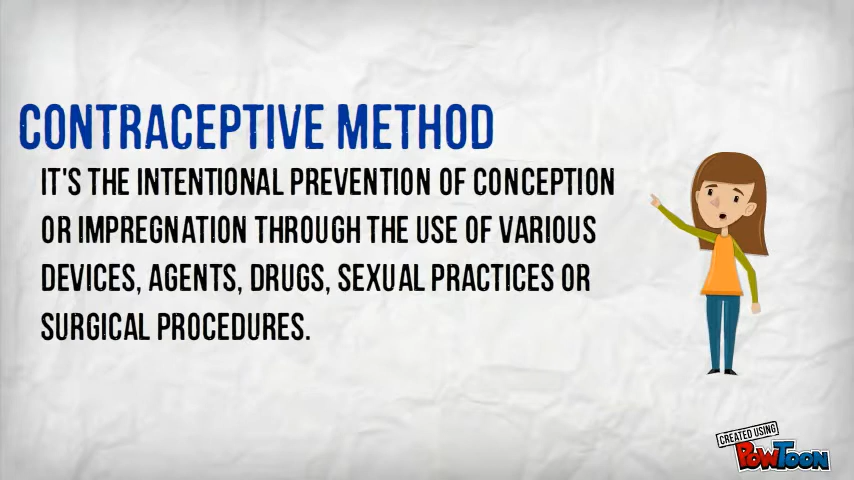 CONTRACEPTIVE METHOD
IT'S THE INTENTIONAL PREVENTION OF CONCEPTION
OR IMPREGNATION THROUGH THE USE OF VARIOUS
DEVICES, AGENTS, DRUGS, SEXUAL PRACTICES OR
SURGICAL PROCEDURES.
CREATED USING
POWTOON